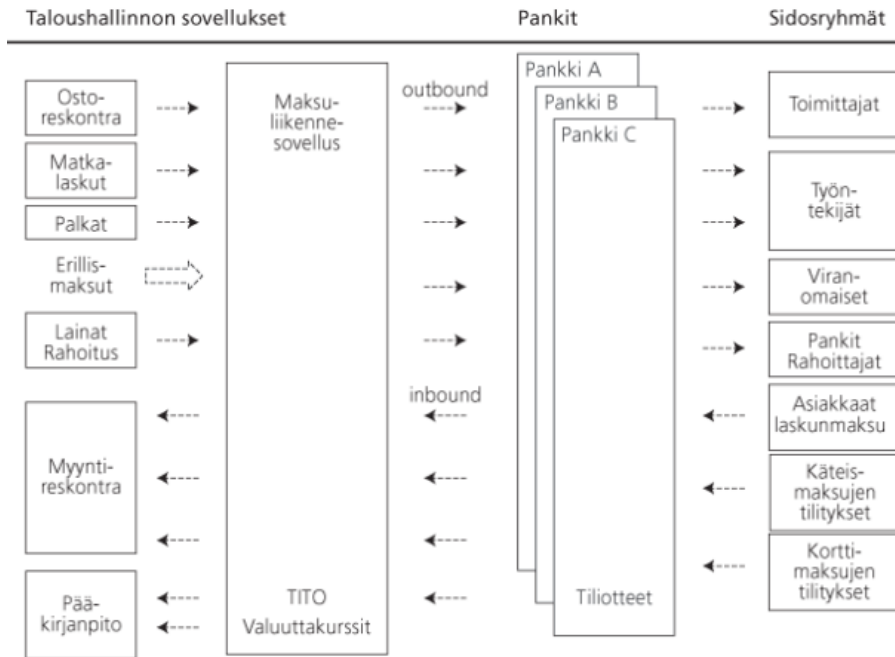 Taloushallinnon sovellukset
Pankit
Sidosryhmät
Osto-
reskontra
Matka-
laskut
Palkat
Erillis-
maksut
Lainat
Rahoitus
Myynti-
reskontra
Pää-
kirjanpito
Maksu-
liikenne-
sovellus
TITO
Valuuttakurssit
outbound
inbound
Pankki A
Pankki B
Pankki C
Tiliotteet
Toimittajat
Työn-
tekijät
Viran-
omaiset
Pankit
Rahoittajat
Asiakkaat
laskunmaksu
Käteis-
maksujen
tilitykset
Kortti-
maksujen
tilitykset